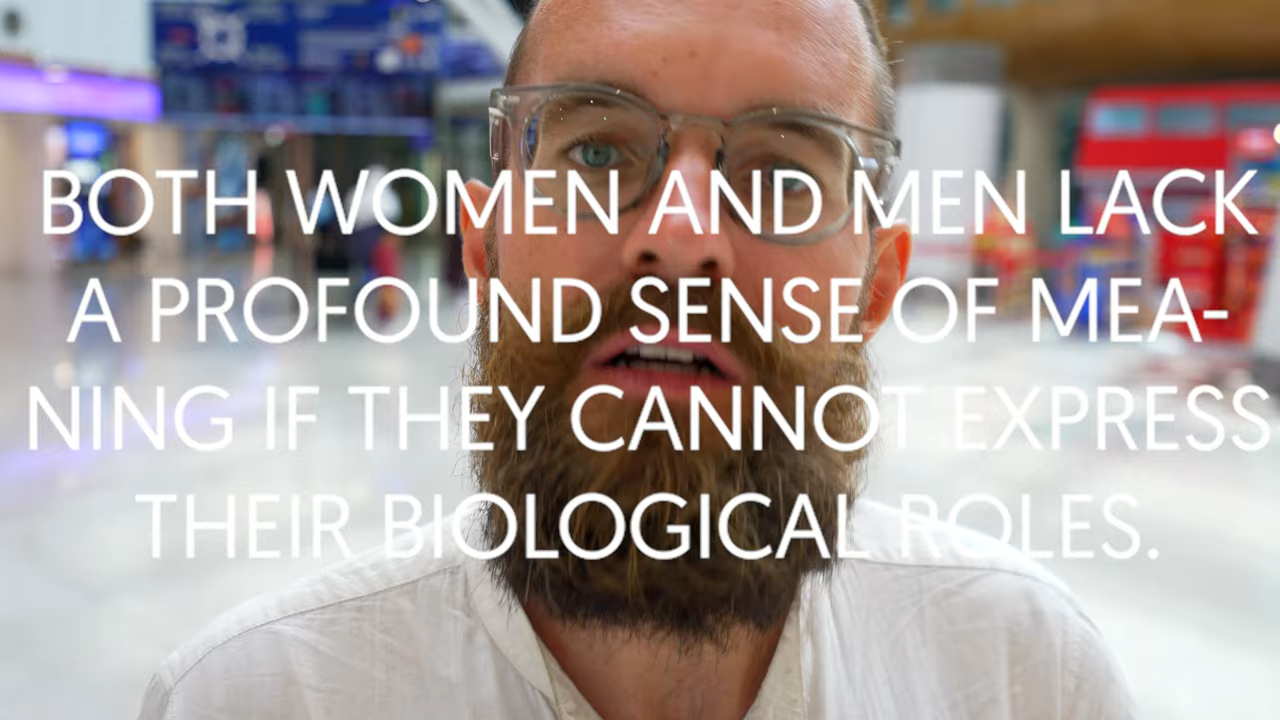 BOTH WOMEN AND MEN LACK
A PROFOUND SENSE OF MEA-
NING IF THEY CANNOT EXPRESS
THEIR BIOLOGICAL ROLES.